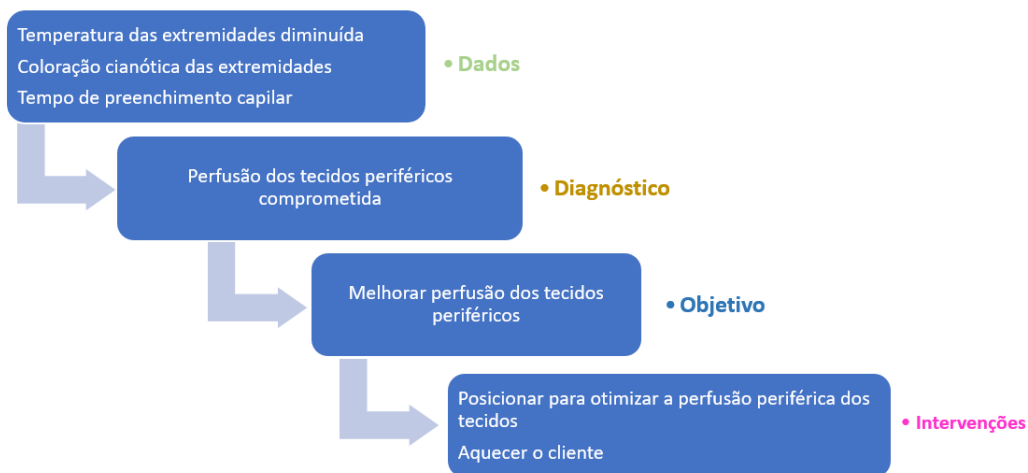 Temperatura das extremidades diminuída
Coloração cianótica das extremidades
Tempo de preenchimento capilar
• Dados
Perfusão dos tecidos periféricos
comprometida
• Diagnóstico
Melhorar perfusão dos tecidos
periféricos
• Objetivo
Posicionar para otimizar a perfusão periférica dos
tecidos
Aquecer o cliente
• Intervenções